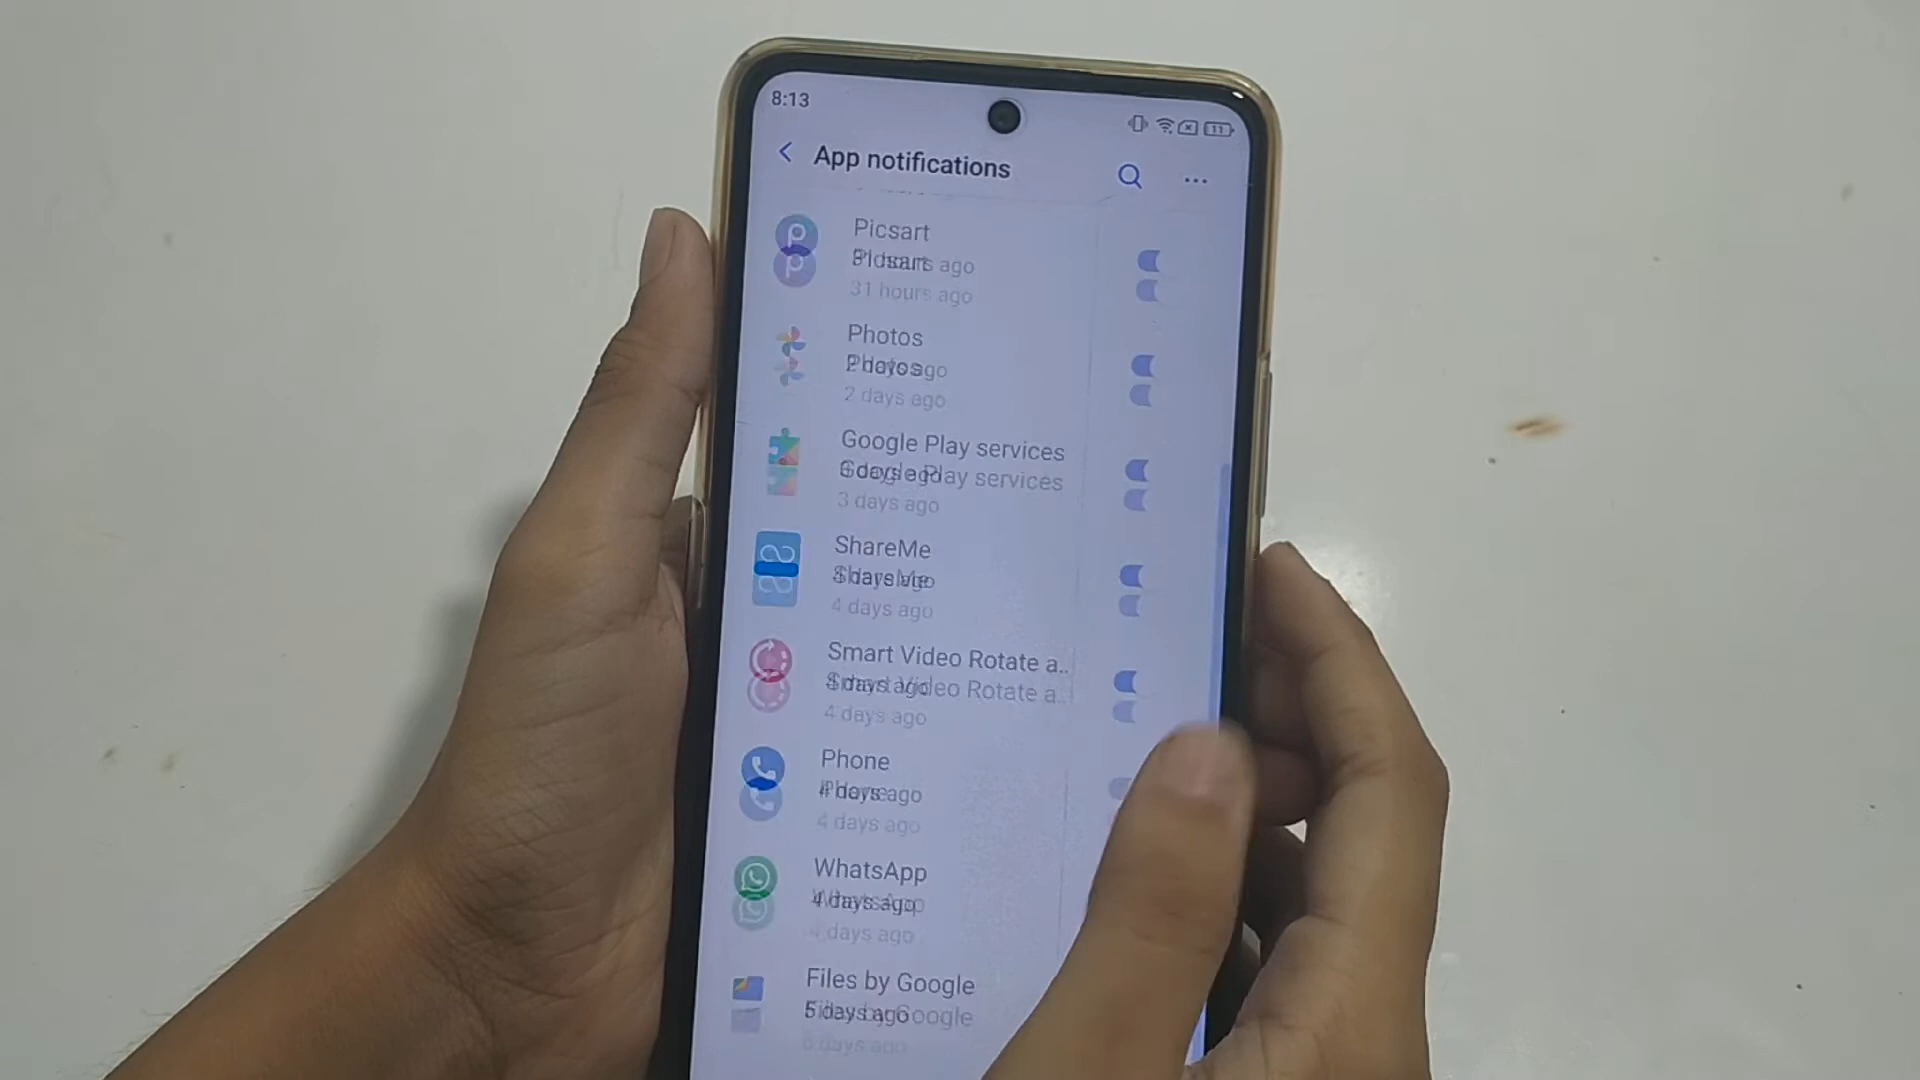 8:13
11
App notifications
Picsart
31 hours ago
Photos
2 days ago
Google Play services
3 days ago
ShareMe
4 days ago
Smart Video Rotate a..
4 days ago
Phone
4 days ago
WhatsApp
4 days ago
Files by Google